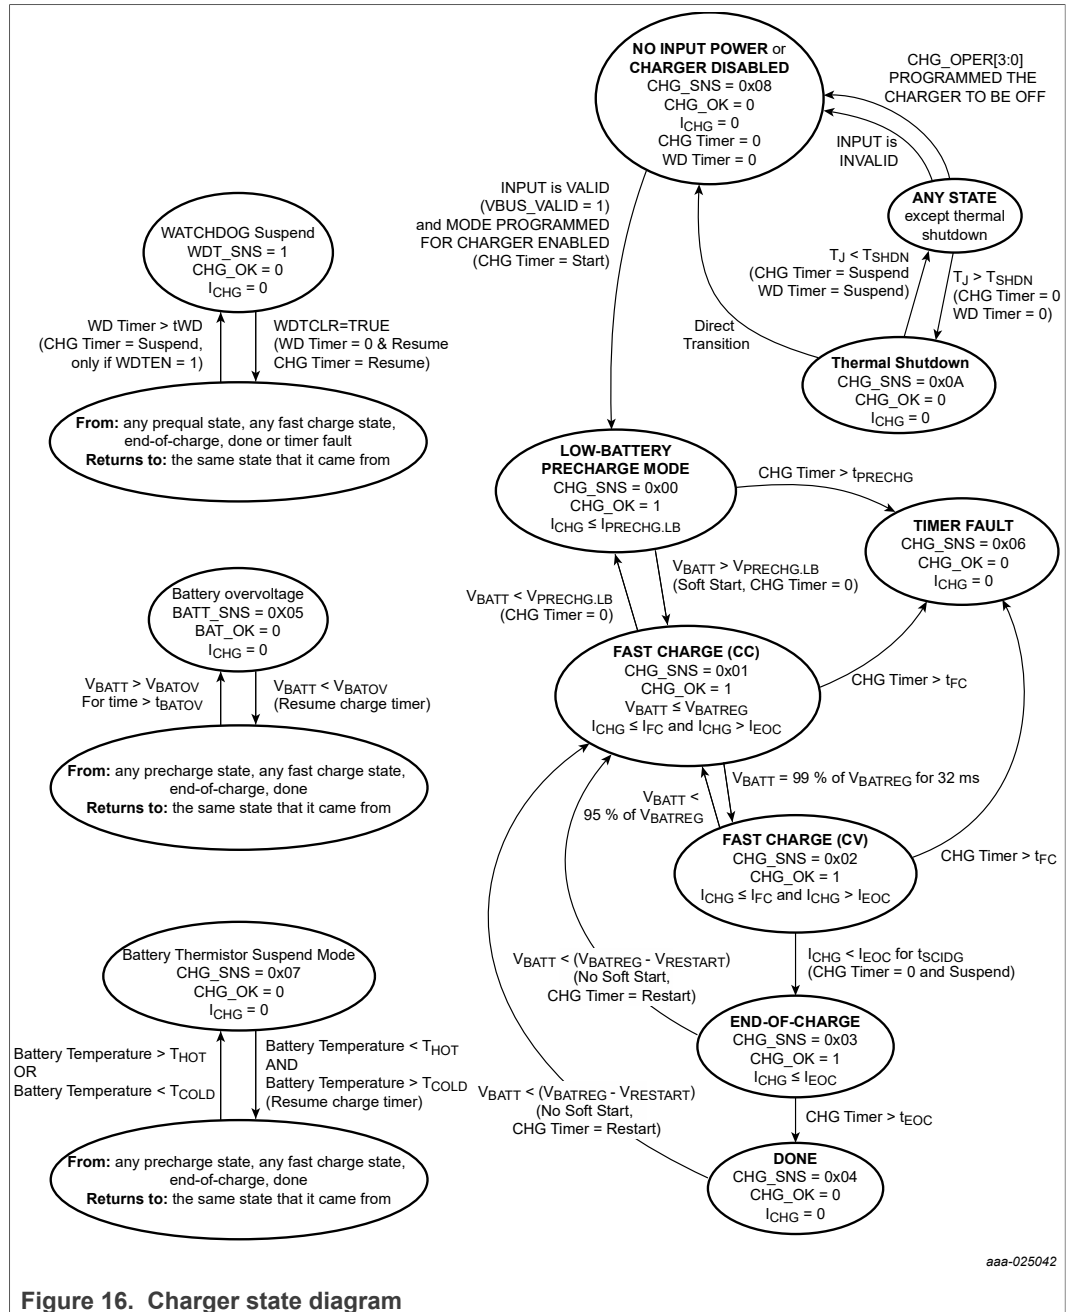 NO INPUT POWER or
CHARGER DISABLED
CHG_SNS = 0x08
CHG_OK = 0
ICHG = 0
CHG Timer = 0
WD Timer = 0
CHG_OPER[3:0]
PROGRAMMED THE
CHARGER TO BE OFF
INPUT is
INVALID
ANY STATE
except thermal
shutdown
INPUT is VALID
(VBUS_VALID = 1)
and MODE PROGRAMMED
FOR CHARGER ENABLED
(CHG Timer = Start)
TJ < TSHDN
(CHG Timer = Suspend
WD Timer = Suspend)
TJ > TSHDN
(CHG Timer = 0
WD Timer = 0)
Direct
Transition
Thermal Shutdown
CHG_SNS = 0x0A
CHG_OK = 0
ICHG = 0
WATCHDOG Suspend
WDT_SNS = 1
CHG_OK = 0
ICHG = 0
WD Timer > tWD
(CHG Timer = Suspend,
only if WDTEN = 1)
WDTCLR=TRUE
(WD Timer = 0 & Resume
CHG Timer = Resume)
From: any prequal state, any fast charge state,
end-of-charge, done or timer fault
Returns to: the same state that it came from
LOW-BATTERY
PRECHARGE MODE
CHG_SNS = 0x00
CHG_OK = 1
ICHG ≤ IPRECHG.LB
CHG Timer > tPRECHG
TIMER FAULT
CHG_SNS = 0x06
CHG_OK = 0
ICHG = 0
VBATT > VPRECHG.LB
(Soft Start, CHG Timer = 0)
VBATT < VPRECHG.LB
(CHG Timer = 0)
Battery overvoltage
BATT_SNS = 0X05
BAT_OK = 0
ICHG = 0
VBATT > VBATOV
For time > tBATOV
VBATT < VBATOV
(Resume charge timer)
From: any precharge state, any fast charge state,
end-of-charge, done
Returns to: the same state that it came from
FAST CHARGE (CC)
CHG_SNS = 0x01
CHG_OK = 1
VBATT ≤ VBATREG
ICHG ≤ IFC and ICHG > IEOC
CHG Timer > tFC
VBATT = 99 % of VBATREG for 32 ms
VBATT <
95 % of VBATREG
FAST CHARGE (CV)
CHG_SNS = 0x02
CHG_OK = 1
ICHG ≤ IFC and ICHG > IEOC
CHG Timer > tFC
ICHG < IEOC for tSCIDG
(CHG Timer = 0 and Suspend)
VBATT < (VBATREG - VRESTART)
(No Soft Start,
CHG Timer = Restart)
END-OF-CHARGE
CHG_SNS = 0x03
CHG_OK = 1
ICHG ≤ IEOC
Battery Thermistor Suspend Mode
CHG_SNS = 0x07
CHG_OK = 0
ICHG = 0
Battery Temperature > THOT
OR
Battery Temperature < TCOLD
Battery Temperature < THOT
AND
Battery Temperature > TCOLD
(Resume charge timer)
VBATT < (VBATREG - VRESTART)
(No Soft Start,
CHG Timer = Restart)
CHG Timer > tEOC
From: any precharge state, any fast charge state,
end-of-charge, done
Returns to: the same state that it came from
DONE
CHG_SNS = 0x04
CHG_OK = 0
ICHG = 0
aaa-025042
Figure 16. Charger state diagram